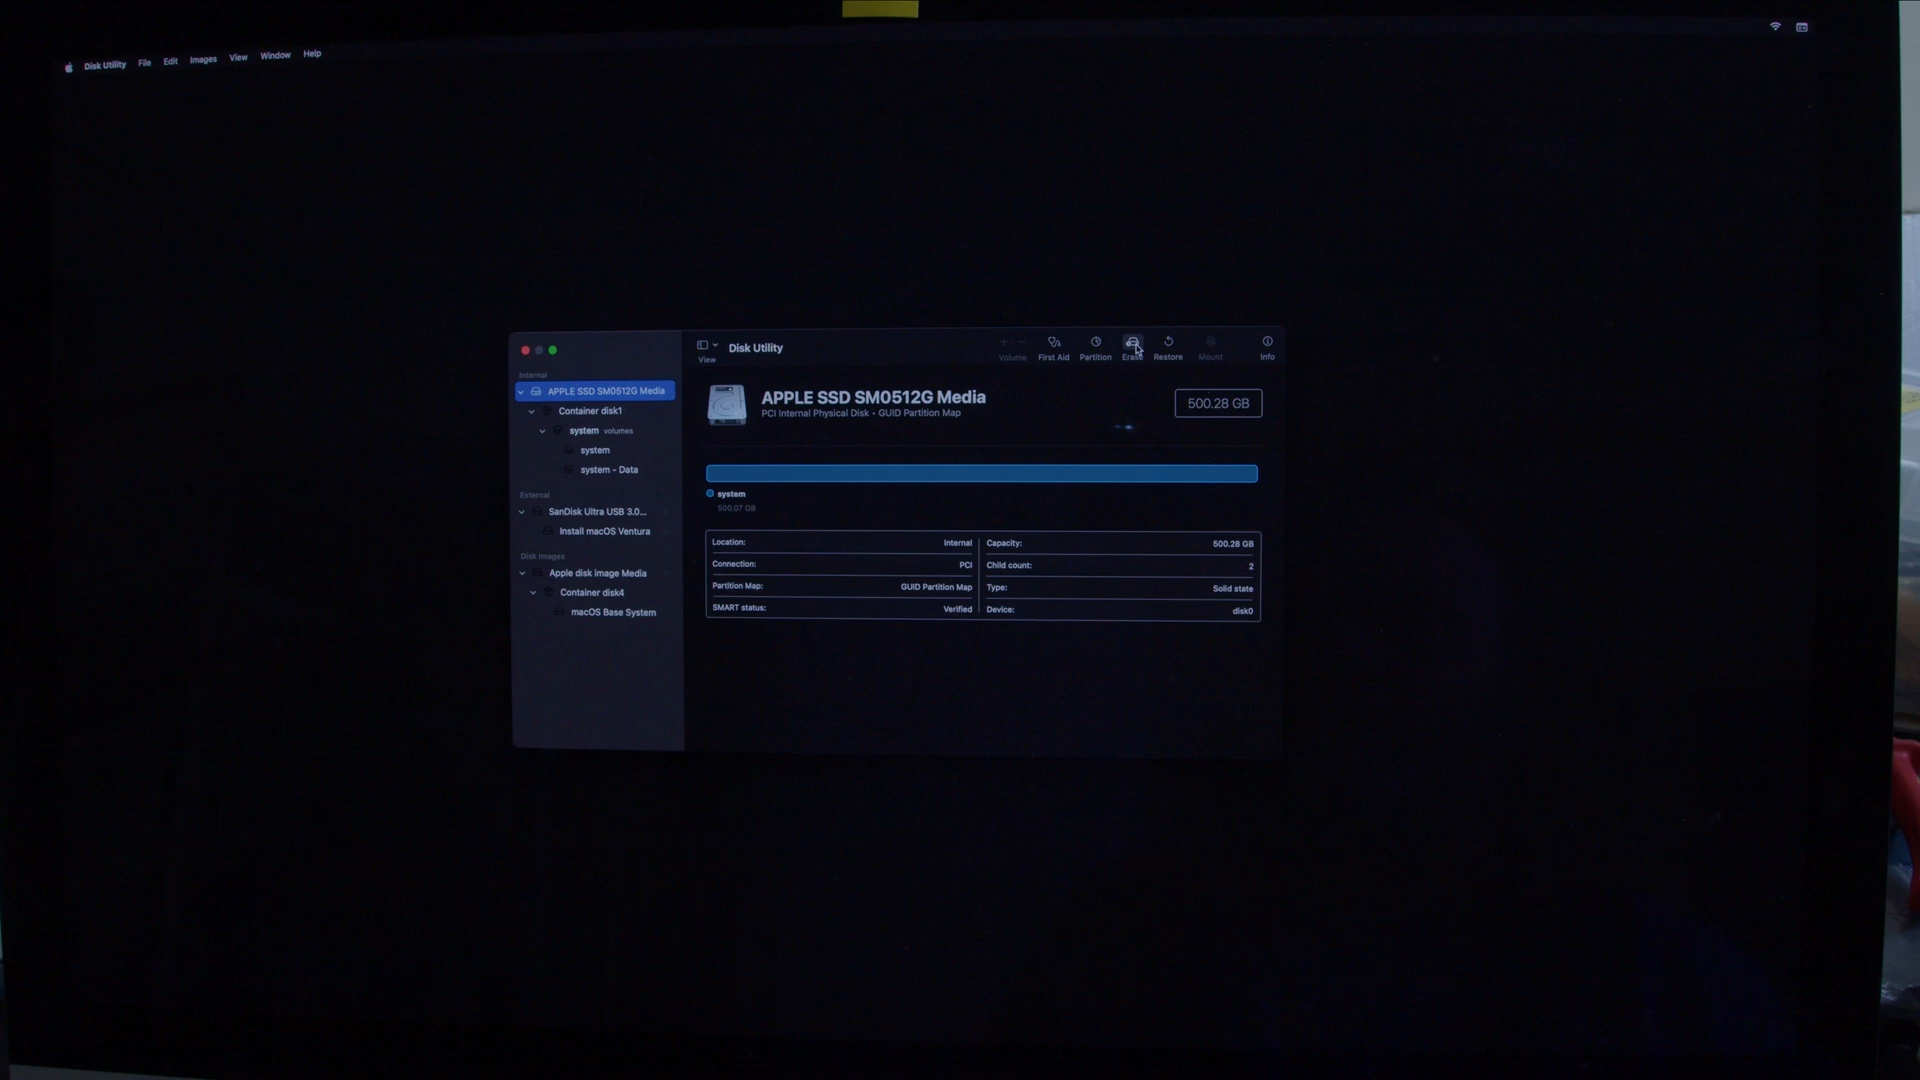 Disk Utility File Edit Images View Window Help
Disk Utility
View
Volume First Aid Partition Erase Restore Mount Info
Internal
APPLE SSD SM0512G Media
Container disk1
system volumes
system
system - Data
External
SanDisk Ultra USB 3.0...
Install macOS Ventura
Disk Images
Apple disk image Media
Container disk4
macOS Base System
APPLE SSD SM0512G Media
PCI Internal Physical Disk • GUID Partition Map
500.28 GB
system
500.07 GB
Location: Internal
Connection: PCI
Partition Map: GUID Partition Map
SMART status: Verified
Capacity: 500.28 GB
Child count: 2
Type: Solid state
Device: disk0